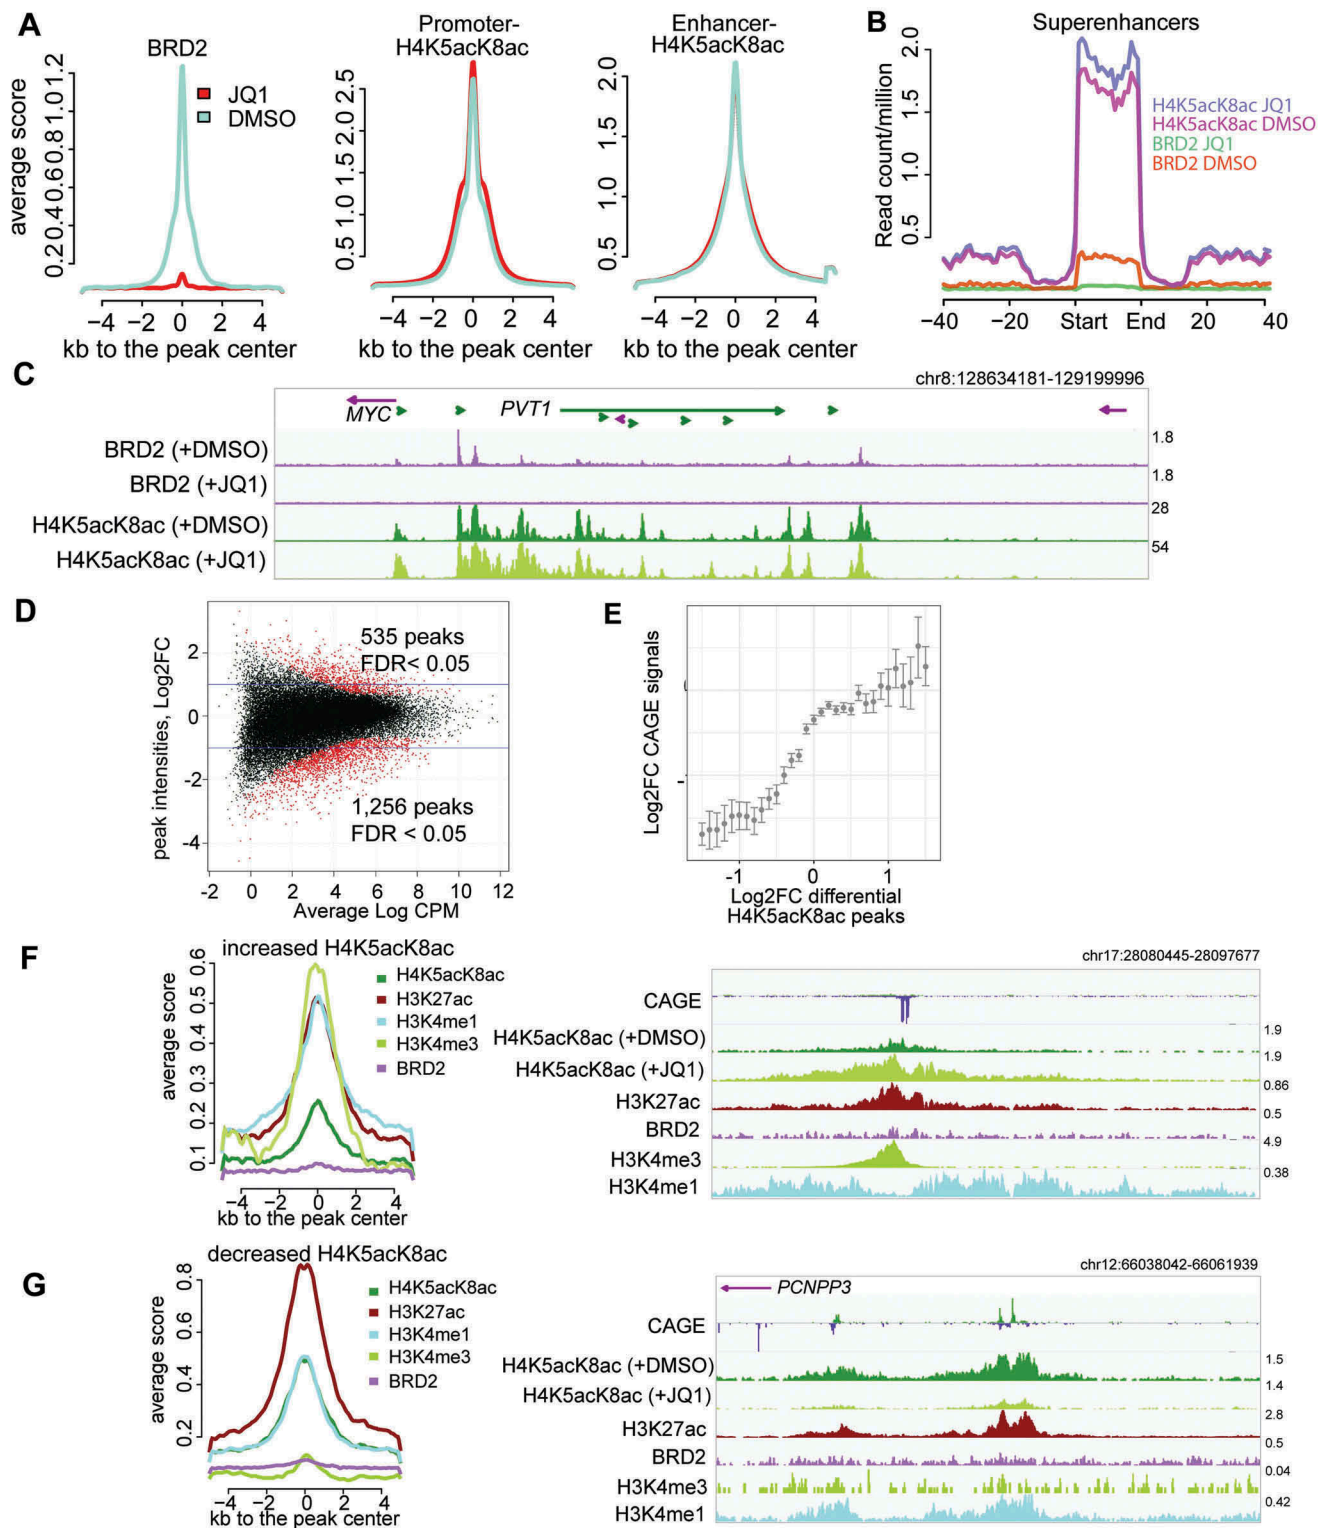 A
BRD2
average score
0.2 0.4 0.6 0.8 1.0 1.2
JQ1
DMSO
−4 −2 0 2 4
kb to the peak center
Promoter-
H4K5acK8ac
0.5 1.0 1.5 2.0 2.5
−4 −2 0 2 4
kb to the peak center
Enhancer-
H4K5acK8ac
0.5 1.0 1.5 2.0
−4 −2 0 2 4
kb to the peak center
B
Superenhancers
Read count/million
0.5 1.0 1.5 2.0
H4K5acK8ac JQ1
H4K5acK8ac DMSO
BRD2 JQ1
BRD2 DMSO
−40 −20 Start End 20 40
C
chr8:128634181-129199996
MYC
PVT1
BRD2 (+DMSO)
1.8
BRD2 (+JQ1)
1.8
H4K5acK8ac (+DMSO)
28
H4K5acK8ac (+JQ1)
54
D
peak intensities, Log2FC
2
0
-2
-4
535 peaks
FDR< 0.05
1,256 peaks
FDR < 0.05
-2 0 2 4 6 8 10 12
Average Log CPM
E
Log2FC CAGE signals
-1 0 1
Log2FC differential
H4K5acK8ac peaks
F
increased H4K5acK8ac
average score
0.1 0.2 0.3 0.4 0.5 0.6
H4K5acK8ac
H3K27ac
H3K4me1
H3K4me3
BRD2
−4 −2 0 2 4
kb to the peak center
chr17:28080445-28097677
CAGE
H4K5acK8ac (+DMSO)
1.9
H4K5acK8ac (+JQ1)
1.9
H3K27ac
0.86
BRD2
0.5
H3K4me3
4.9
H3K4me1
0.38
G
decreased H4K5acK8ac
average score
0.2 0.4 0.6 0.8
H4K5acK8ac
H3K27ac
H3K4me1
H3K4me3
BRD2
−4 −2 0 2 4
kb to the peak center
chr12:66038042-66061939
PCNPP3
CAGE
H4K5acK8ac (+DMSO)
1.5
H4K5acK8ac (+JQ1)
1.4
H3K27ac
2.8
BRD2
0.5
H3K4me3
0.04
H3K4me1
0.42